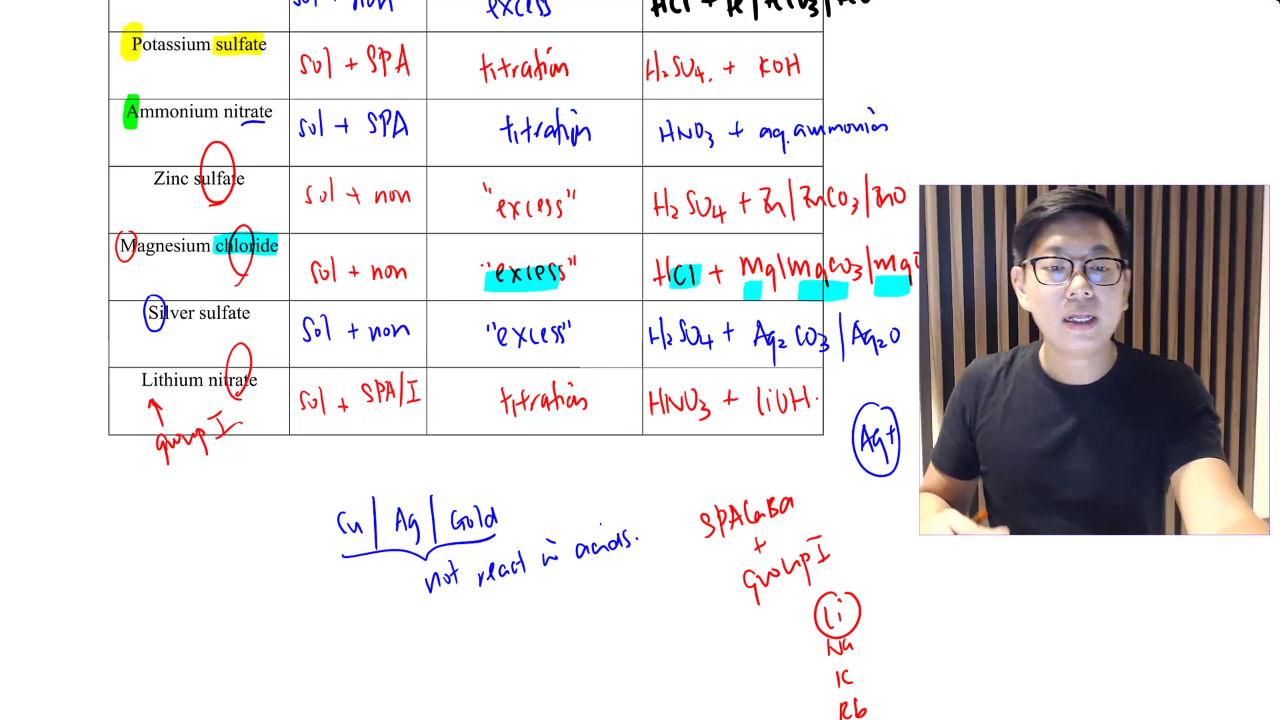 excess
Potassium sulfate
sol + SPA
titration
H2SO4. + KOH
Ammonium nitrate
sol + SPA
titration
HNO3 + aq. ammonia
Zinc sulfate
sol + non
"excess"
H2SO4 + Zn/ZnCO3/ZnO
Magnesium chloride
sol + non
"excess"
HCl + Mg/MgCO3/MgO
Silver sulfate
Sol + non
"excess"
H2SO4 + Ag2CO3/Ag2O
Lithium nitrate
sol + SPA/I
titration
HNO3 + LiOH.
group I
Ag+
Cu | Ag | Gold
not react in acids.
SPACaBa
+
group I
Li
Na
K
Rb